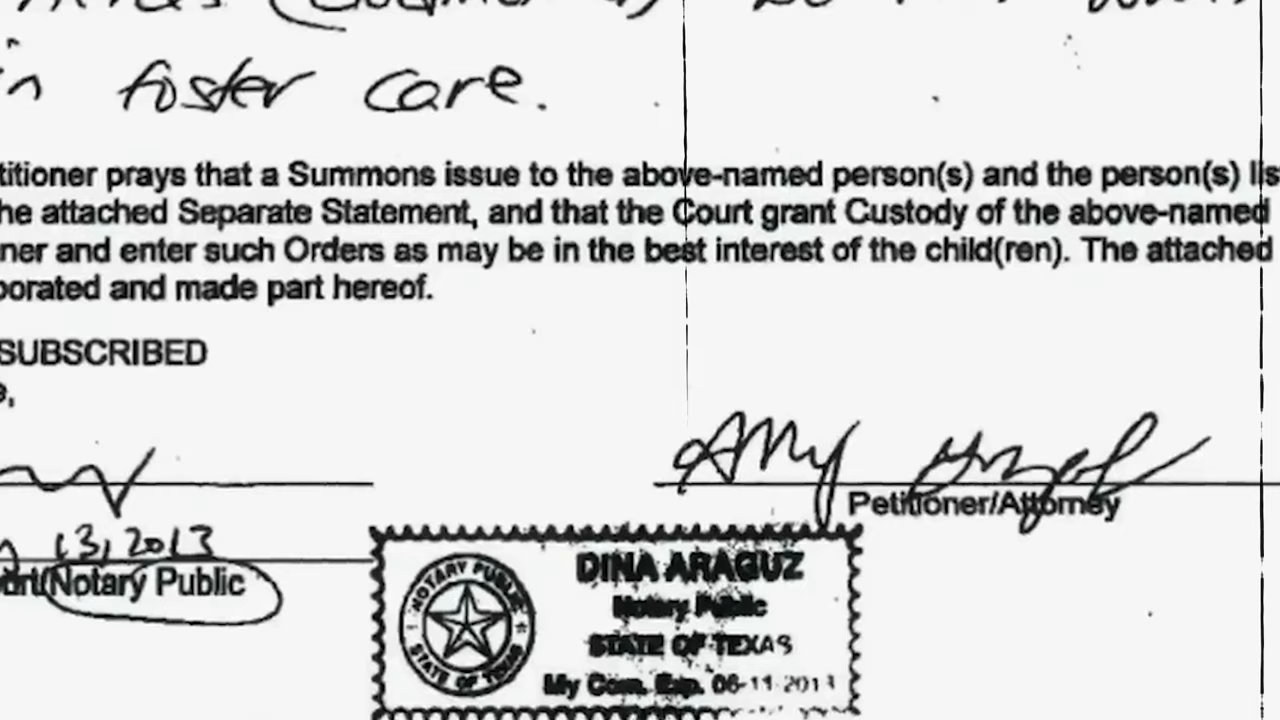 foster care.
titioner prays that a Summons issue to the above-named person(s) and the person(s) lis
he attached Separate Statement, and that the Court grant Custody of the above-named
ner and enter such Orders as may be in the best interest of the child(ren). The attached
porated and made part hereof.
SUBSCRIBED
e,
Petitioner/Attorney
13, 2013
urt/Notary Public
DINA ARAGUZ
Notary Public
STATE OF TEXAS
My Com. Exp. 06-11-2013
NOTARY PUBLIC
STATE OF TEXAS